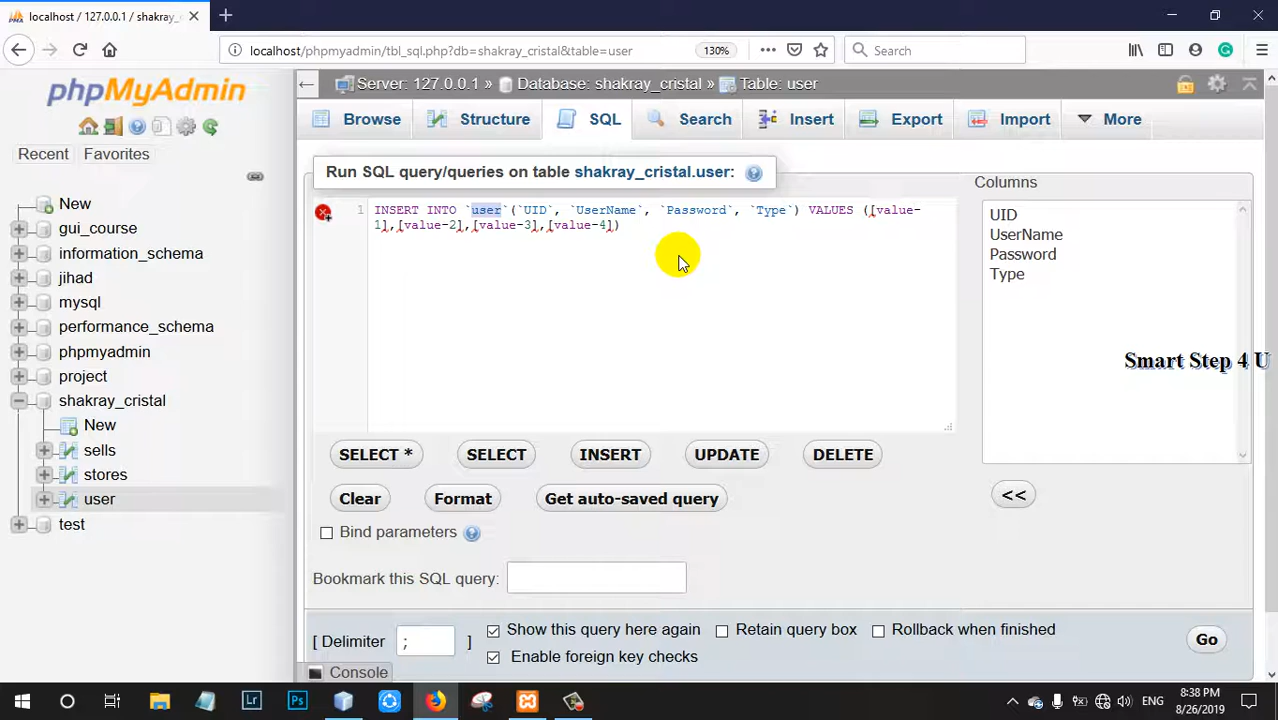 localhost / 127.0.0.1 / shakray_c
localhost/phpmyadmin/tbl_sql.php?db=shakray_cristal&table=user
130%
Search
phpMyAdmin
Recent
Favorites
New
gui_course
information_schema
jihad
mysql
performance_schema
phpmyadmin
project
shakray_cristal
New
sells
stores
user
test
Server: 127.0.0.1 » Database: shakray_cristal » Table: user
Browse
Structure
SQL
Search
Insert
Export
Import
More
Run SQL query/queries on table shakray_cristal.user:
1 INSERT INTO `user`(`UID`, `UserName`, `Password`, `Type`) VALUES ([value-
1],[value-2],[value-3],[value-4])
Columns
UID
UserName
Password
Type
Smart Step 4 U
SELECT *
SELECT
INSERT
UPDATE
DELETE
<<
Clear
Format
Get auto-saved query
Bind parameters
Bookmark this SQL query:
[ Delimiter ; ]
Show this query here again
Retain query box
Rollback when finished
Go
Enable foreign key checks
Console
Lr
Ps
ENG
8:38 PM
8/26/2019